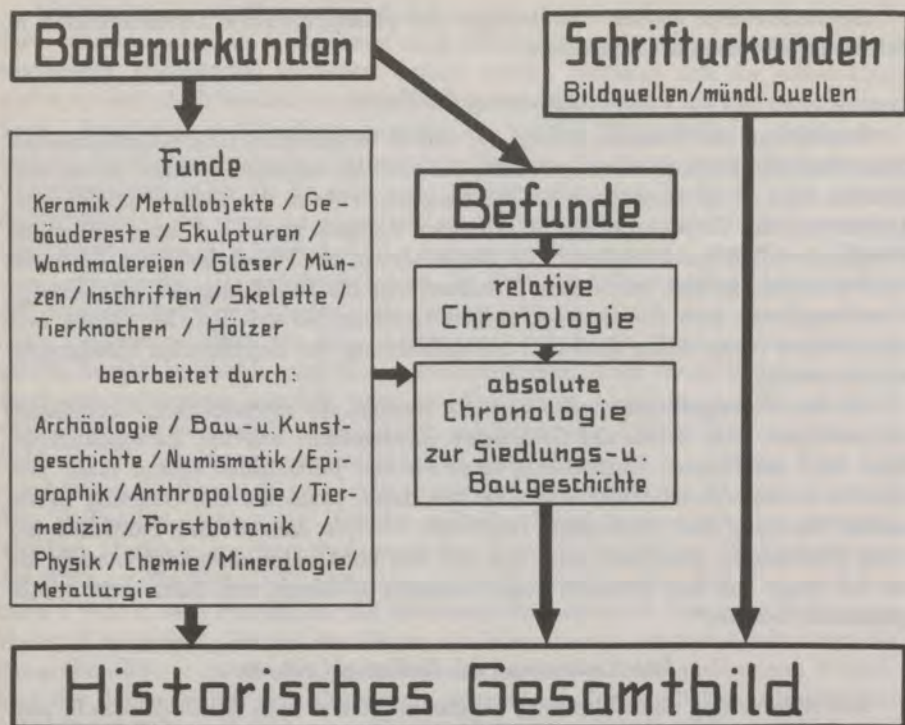 Bodenurkunden
Schrifturkunden
Bildquellen/mündl. Quellen
Funde
Keramik / Metallobjekte / Ge-
bäudereste / Skulpturen /
Wandmalereien / Gläser / Mün-
zen / Inschriften / Skelette /
Tierknochen / Hölzer
bearbeitet durch:
Archäologie / Bau- u. Kunst-
geschichte / Numismatik / Epi-
graphik / Anthropologie / Tier-
medizin / Forstbotanik /
Physik / Chemie / Mineralogie /
Metallurgie
Befunde
relative
Chronologie
absolute
Chronologie
zur Siedlungs- u.
Baugeschichte
Historisches Gesamtbild